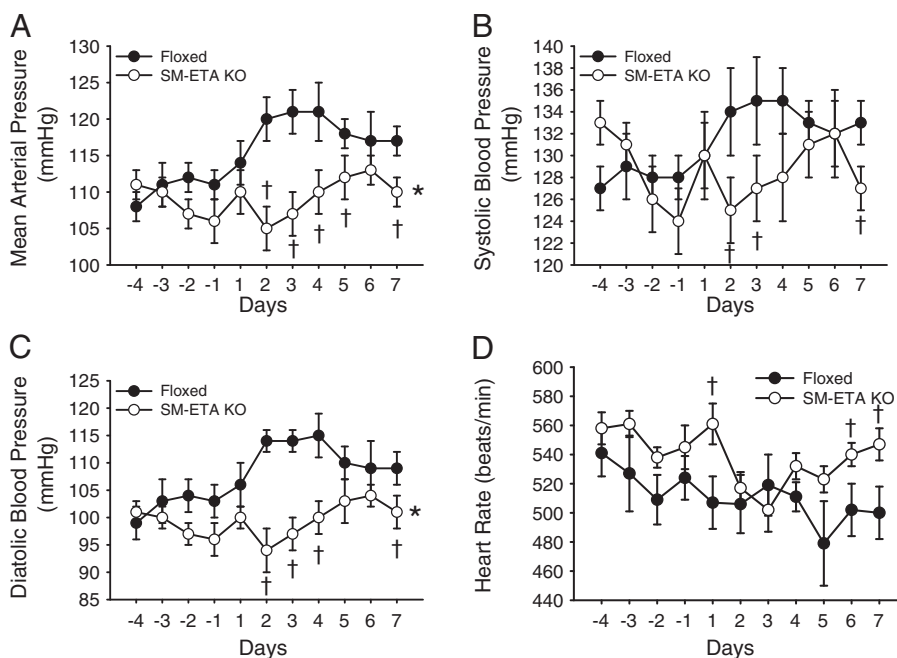 A
Mean Arterial Pressure
(mmHg)
130
125
120
115
110
105
100
Floxed
SM-ETA KO
†
†
†
†
†
*
-4 -3 -2 -1 1 2 3 4 5 6 7
Days
B
Systolic Blood Pressure
(mmHg)
140
138
136
134
132
130
128
126
124
122
120
Floxed
SM-ETA KO
†
†
†
-4 -3 -2 -1 1 2 3 4 5 6 7
Days
C
Diatolic Blood Pressure
(mmHg)
125
120
115
110
105
100
95
90
85
Floxed
SM-ETA KO
†
†
†
†
*
-4 -3 -2 -1 1 2 3 4 5 6 7
Days
D
Heart Rate (beats/min)
600
580
560
540
520
500
480
460
440
Floxed
SM-ETA KO
†
†
†
-4 -3 -2 -1 1 2 3 4 5 6 7
Days